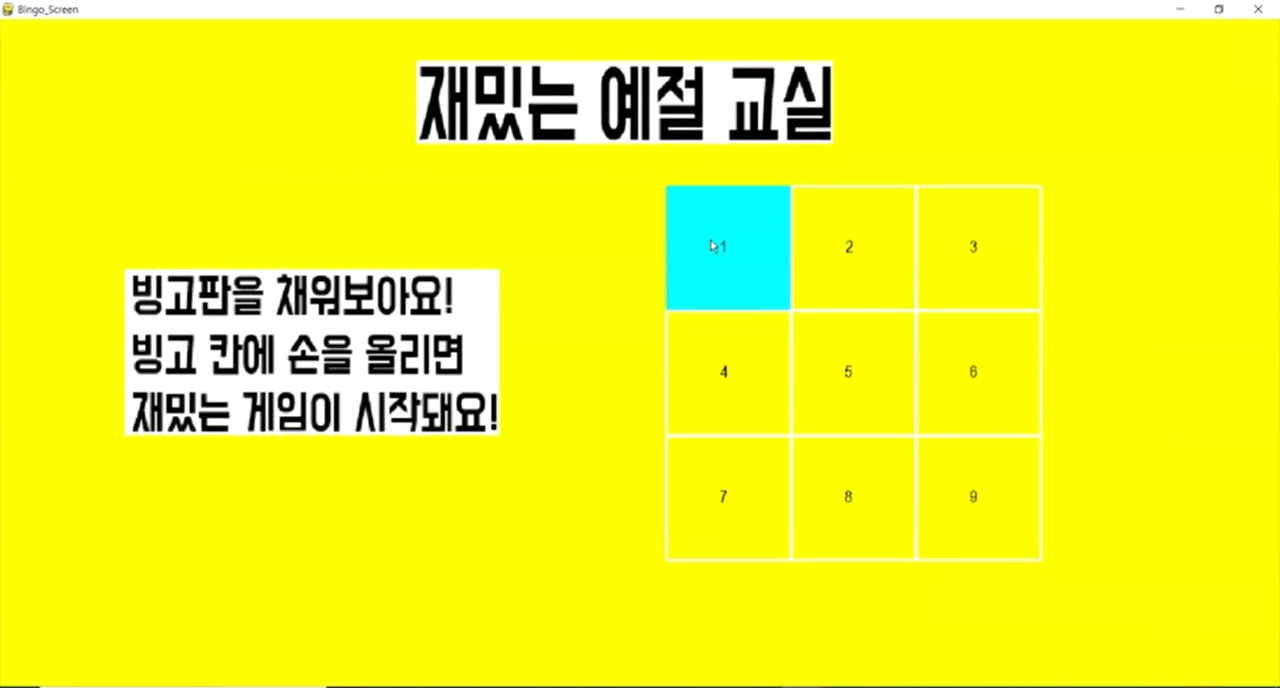 Bingo_Screen
재밌는 예절 교실
빙고판을 채워보아요!
빙고 칸에 손을 올리면
재밌는 게임이 시작돼요!
1 2 3
4 5 6
7 8 9